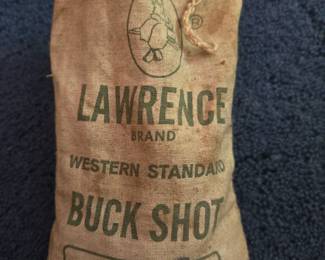 ®
LAWRENCE
BRAND
WESTERN STANDARD
BUCK SHOT